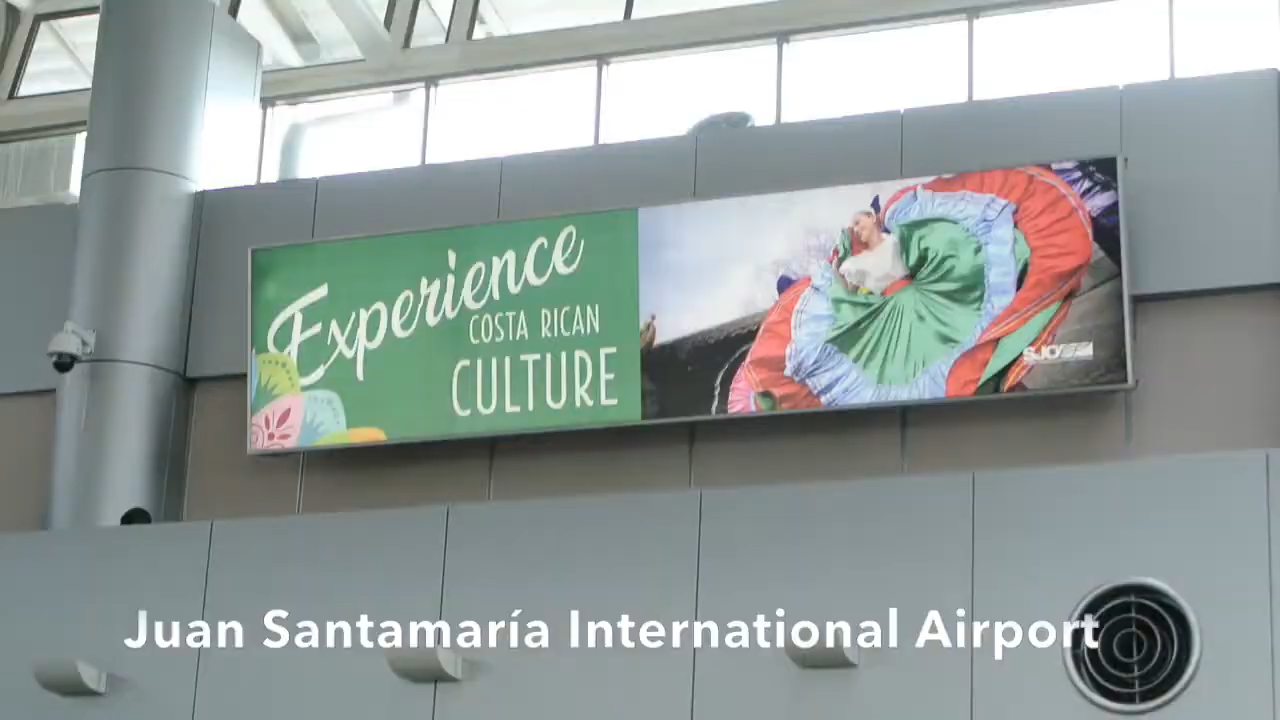 Experience
COSTA RICAN
CULTURE
SJO
Juan Santamaría International Airport